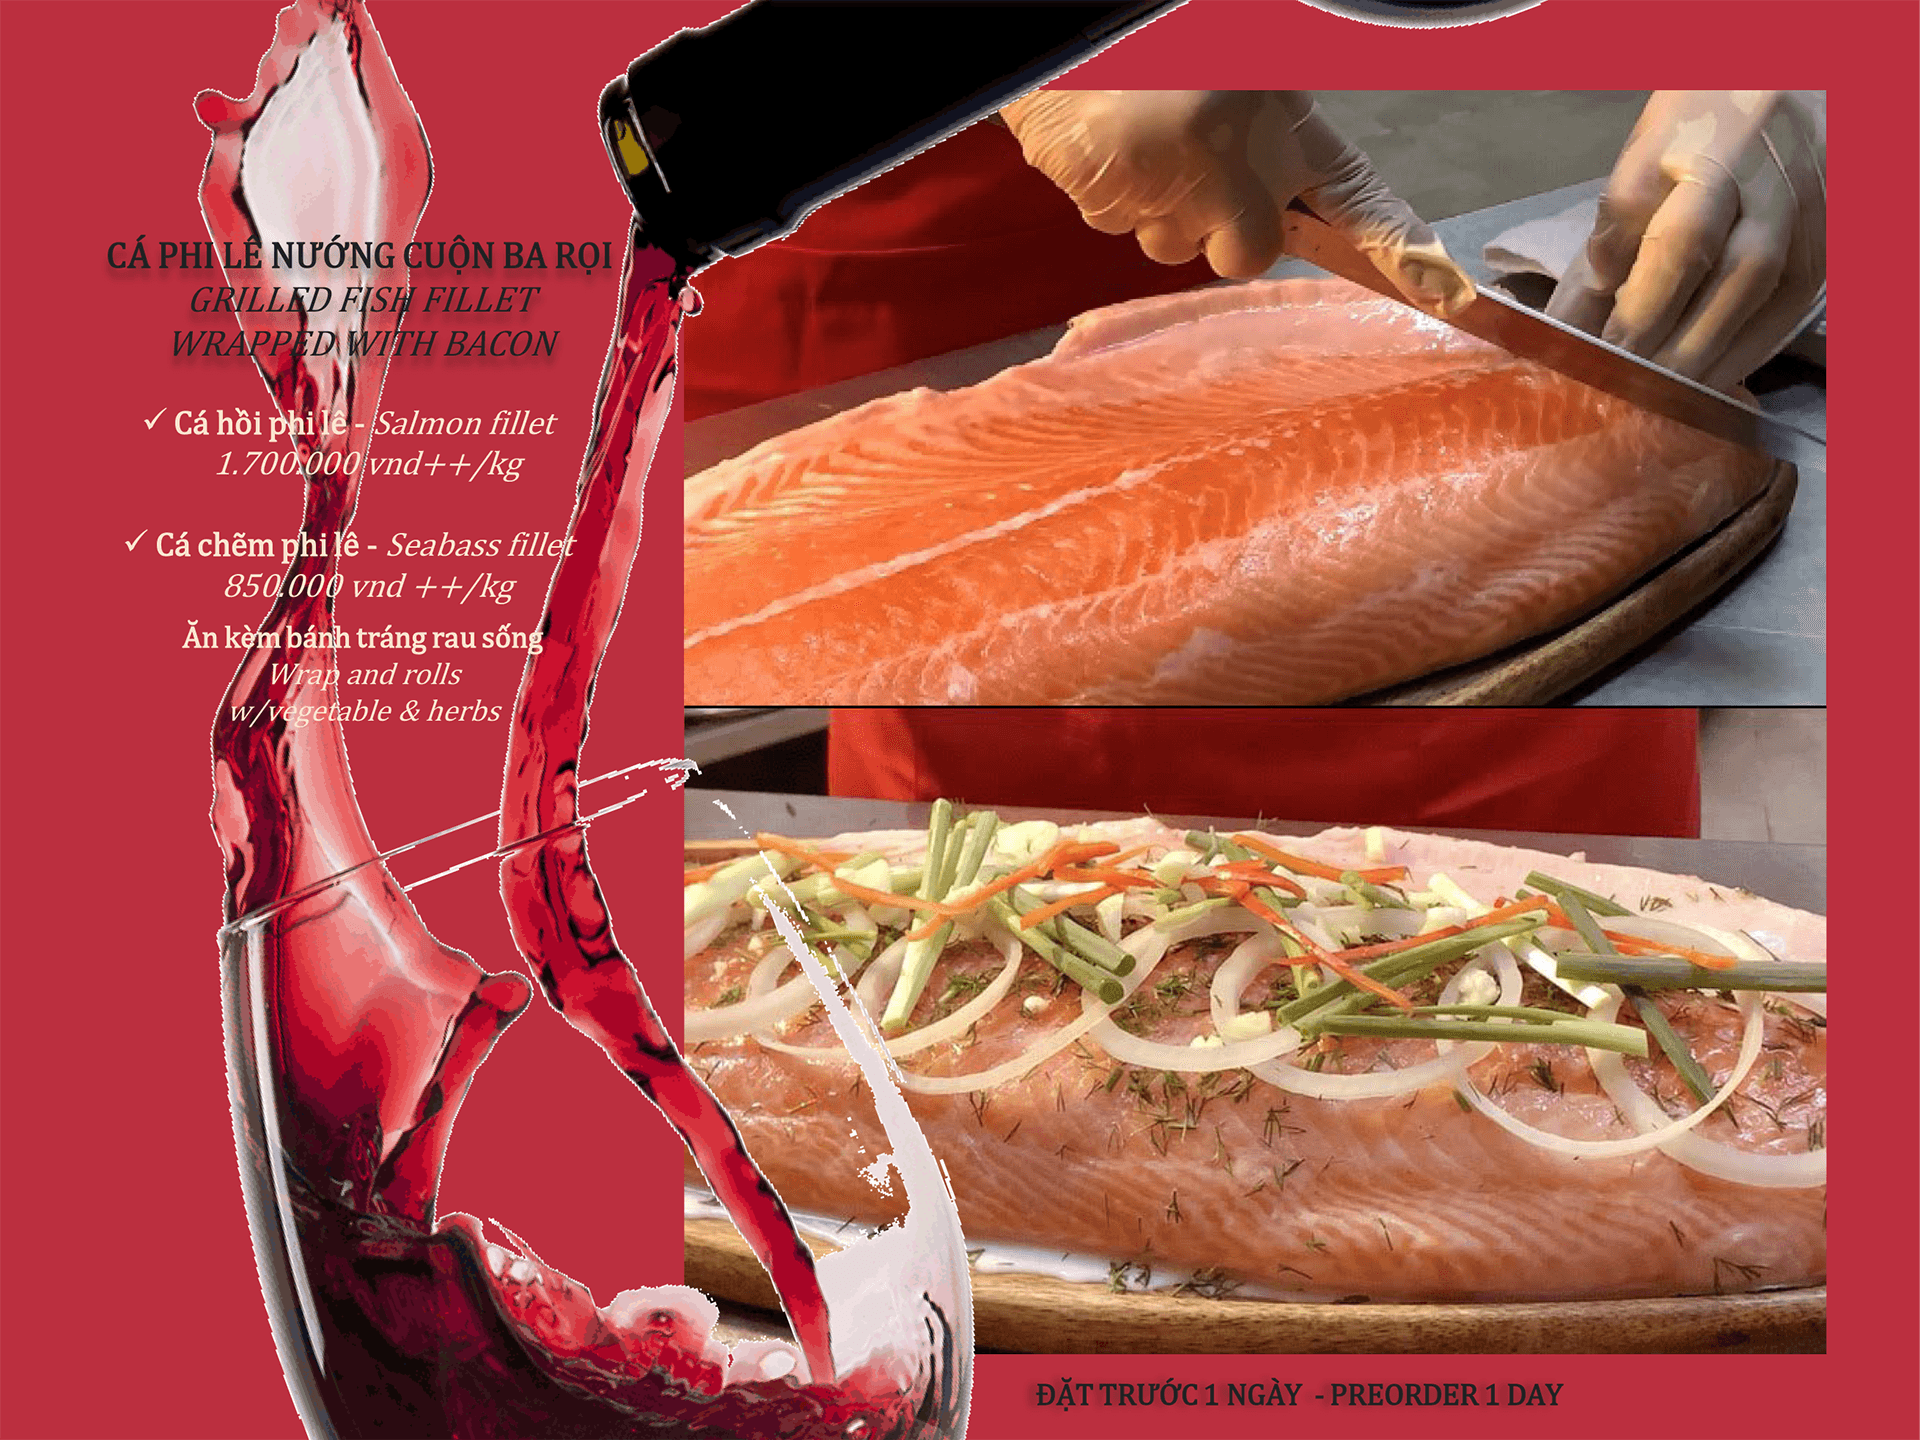 CÁ PHI LÊ NƯỚNG CUỘN BA RỌI
GRILLED FISH FILLET
WRAPPED WITH BACON
✓ Cá hồi phi lê - Salmon fillet
1.700.000 vnd++/kg
✓ Cá chẽm phi lê - Seabass fillet
850.000 vnd ++/kg
Ăn kèm bánh tráng rau sống
Wrap and rolls
w/vegetable & herbs
ĐẶT TRƯỚC 1 NGÀY - PREORDER 1 DAY